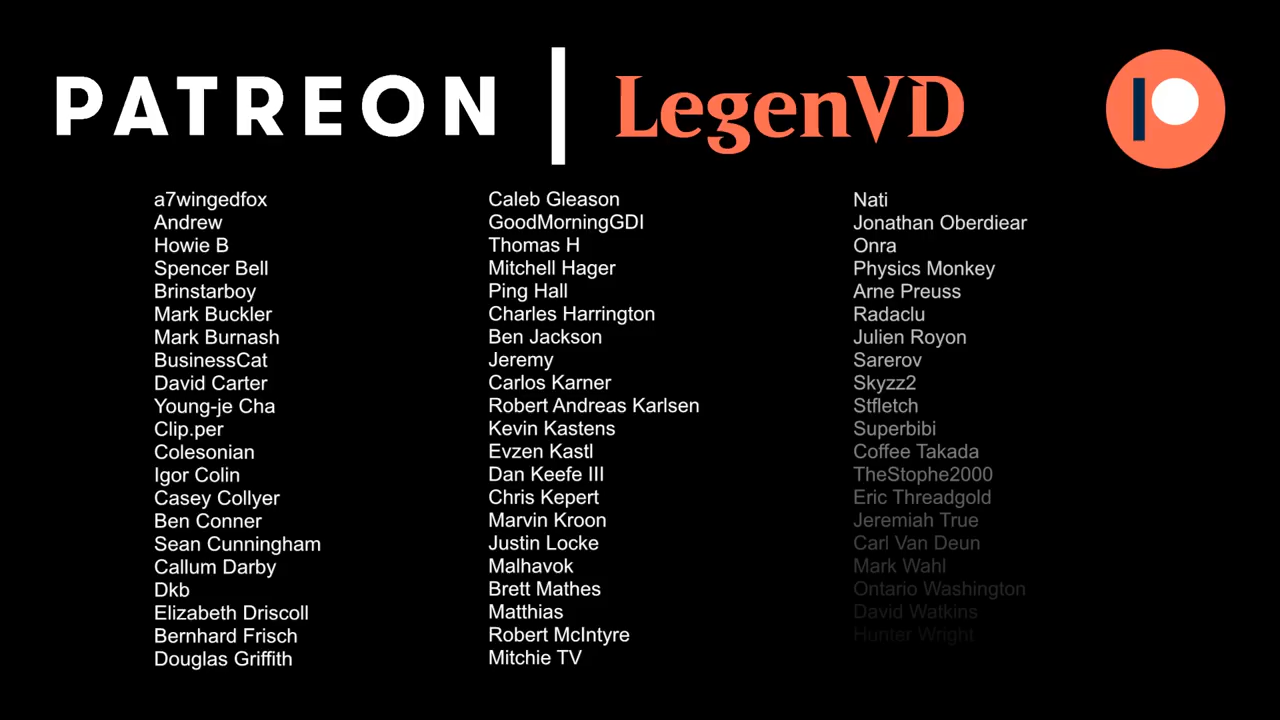 PATREON | LegenVD
a7wingedfox
Andrew
Howie B
Spencer Bell
Brinstarboy
Mark Buckler
Mark Burnash
BusinessCat
David Carter
Young-je Cha
Clip.per
Colesonian
Igor Colin
Casey Collyer
Ben Conner
Sean Cunningham
Callum Darby
Dkb
Elizabeth Driscoll
Bernhard Frisch
Douglas Griffith
Caleb Gleason
GoodMorningGDI
Thomas H
Mitchell Hager
Ping Hall
Charles Harrington
Ben Jackson
Jeremy
Carlos Karner
Robert Andreas Karlsen
Kevin Kastens
Evzen Kastl
Dan Keefe III
Chris Kepert
Marvin Kroon
Justin Locke
Malhavok
Brett Mathes
Matthias
Robert McIntyre
Mitchie TV
Nati
Jonathan Oberdiear
Onra
Physics Monkey
Arne Preuss
Radaclu
Julien Royon
Sarerov
Skyzz2
Stfletch
Superbibi
Coffee Takada
TheStophe2000
Eric Threadgold
Jeremiah True
Carl Van Deun
Mark Wahl
Ontario Washington
David Watkins
Hunter Wright